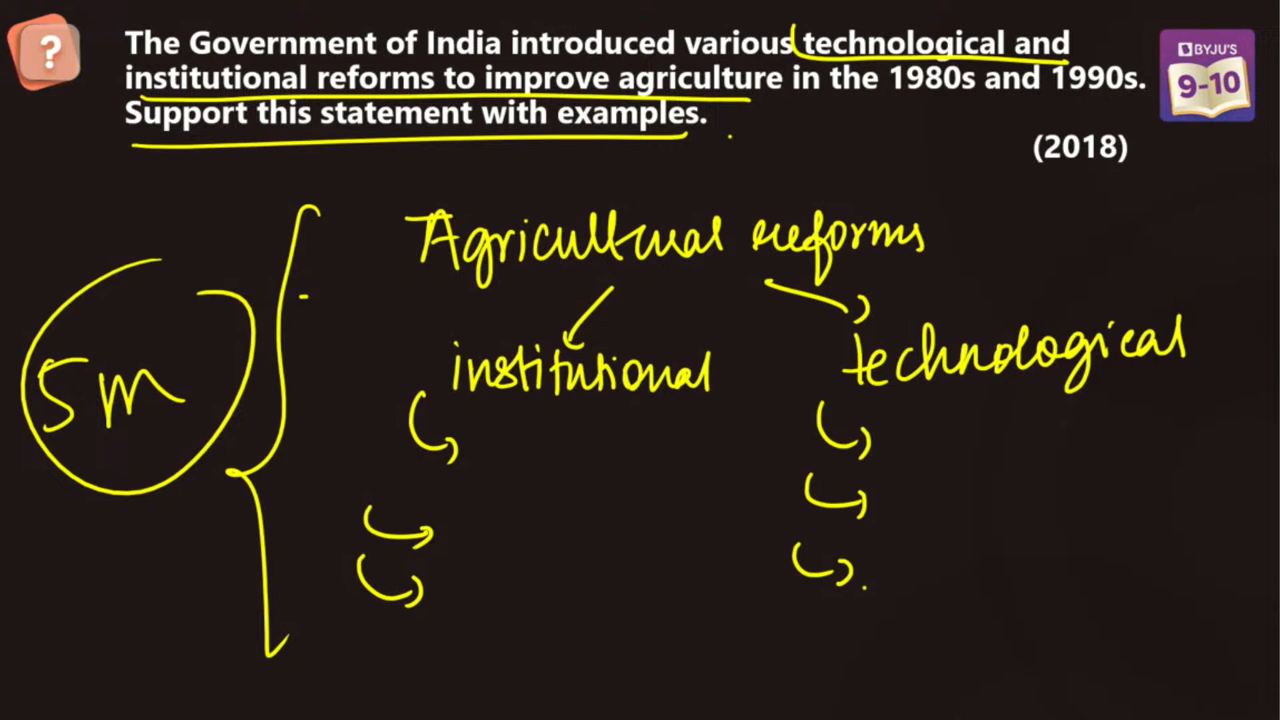 ?
The Government of India introduced various technological and
institutional reforms to improve agriculture in the 1980s and 1990s.
Support this statement with examples.
(2018)
BYJU'S
9-10
Agricultural reforms
institutional
technological
5m